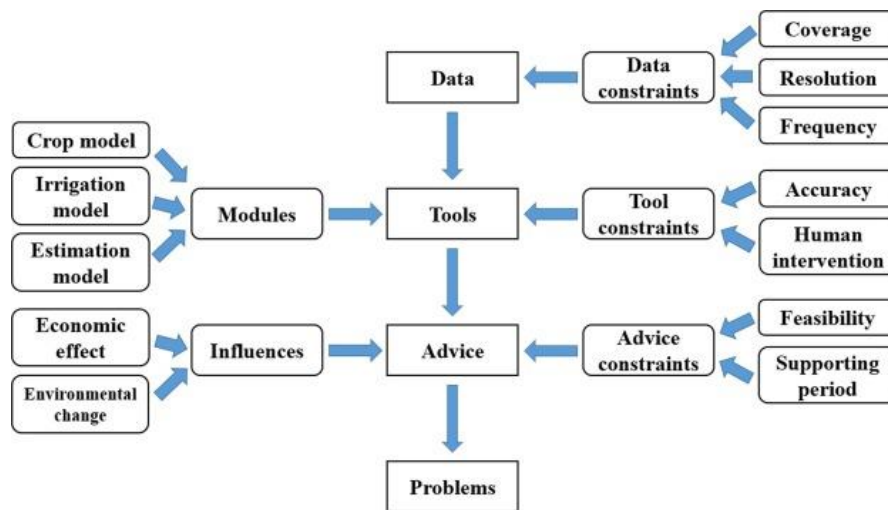 Coverage
Data
Data
constraints
Resolution
Frequency
Crop model
Irrigation
model
Modules
Tools
Tool
constraints
Accuracy
Human
intervention
Estimation
model
Economic
effect
Influences
Advice
Advice
constraints
Feasibility
Supporting
period
Environmental
change
Problems